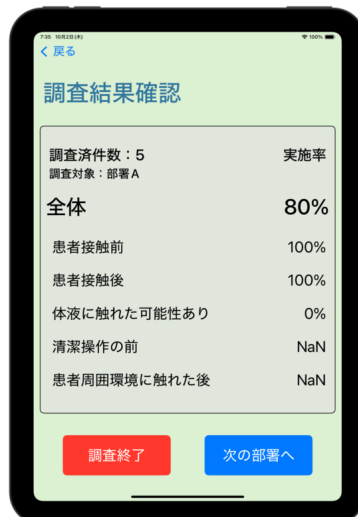 7:35 10月2日(木) 100%
戻る
調査結果確認
調査済件数：5 実施率
調査対象：部署A
全体 80%
患者接触前 100%
患者接触後 100%
体液に触れた可能性あり 0%
清潔操作の前 NaN
患者周囲環境に触れた後 NaN
調査終了 次の部署へ